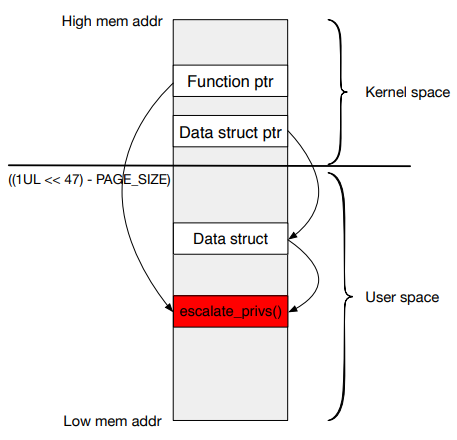 High mem addr
Function ptr
Kernel space
Data struct ptr
((1UL << 47) - PAGE_SIZE)
Data struct
User space
escalate_privs()
Low mem addr